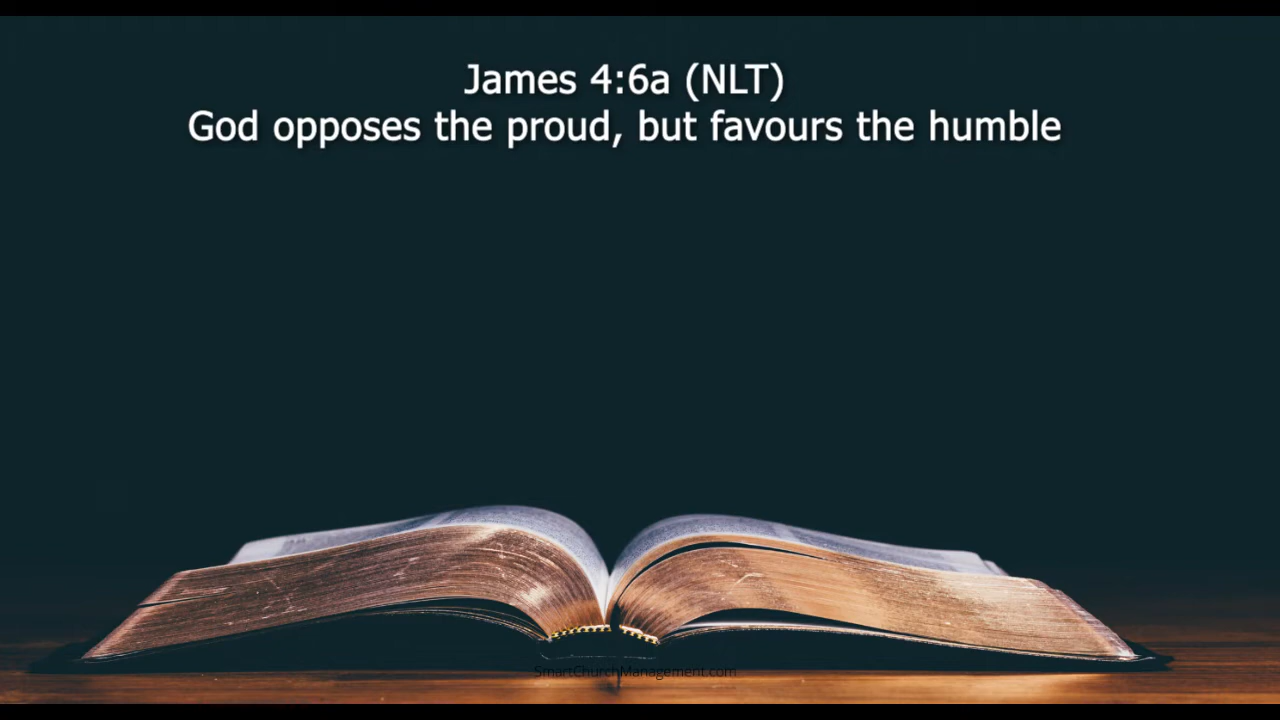 James 4:6a (NLT)
God opposes the proud, but favours the humble
SmartChurchManagement.com